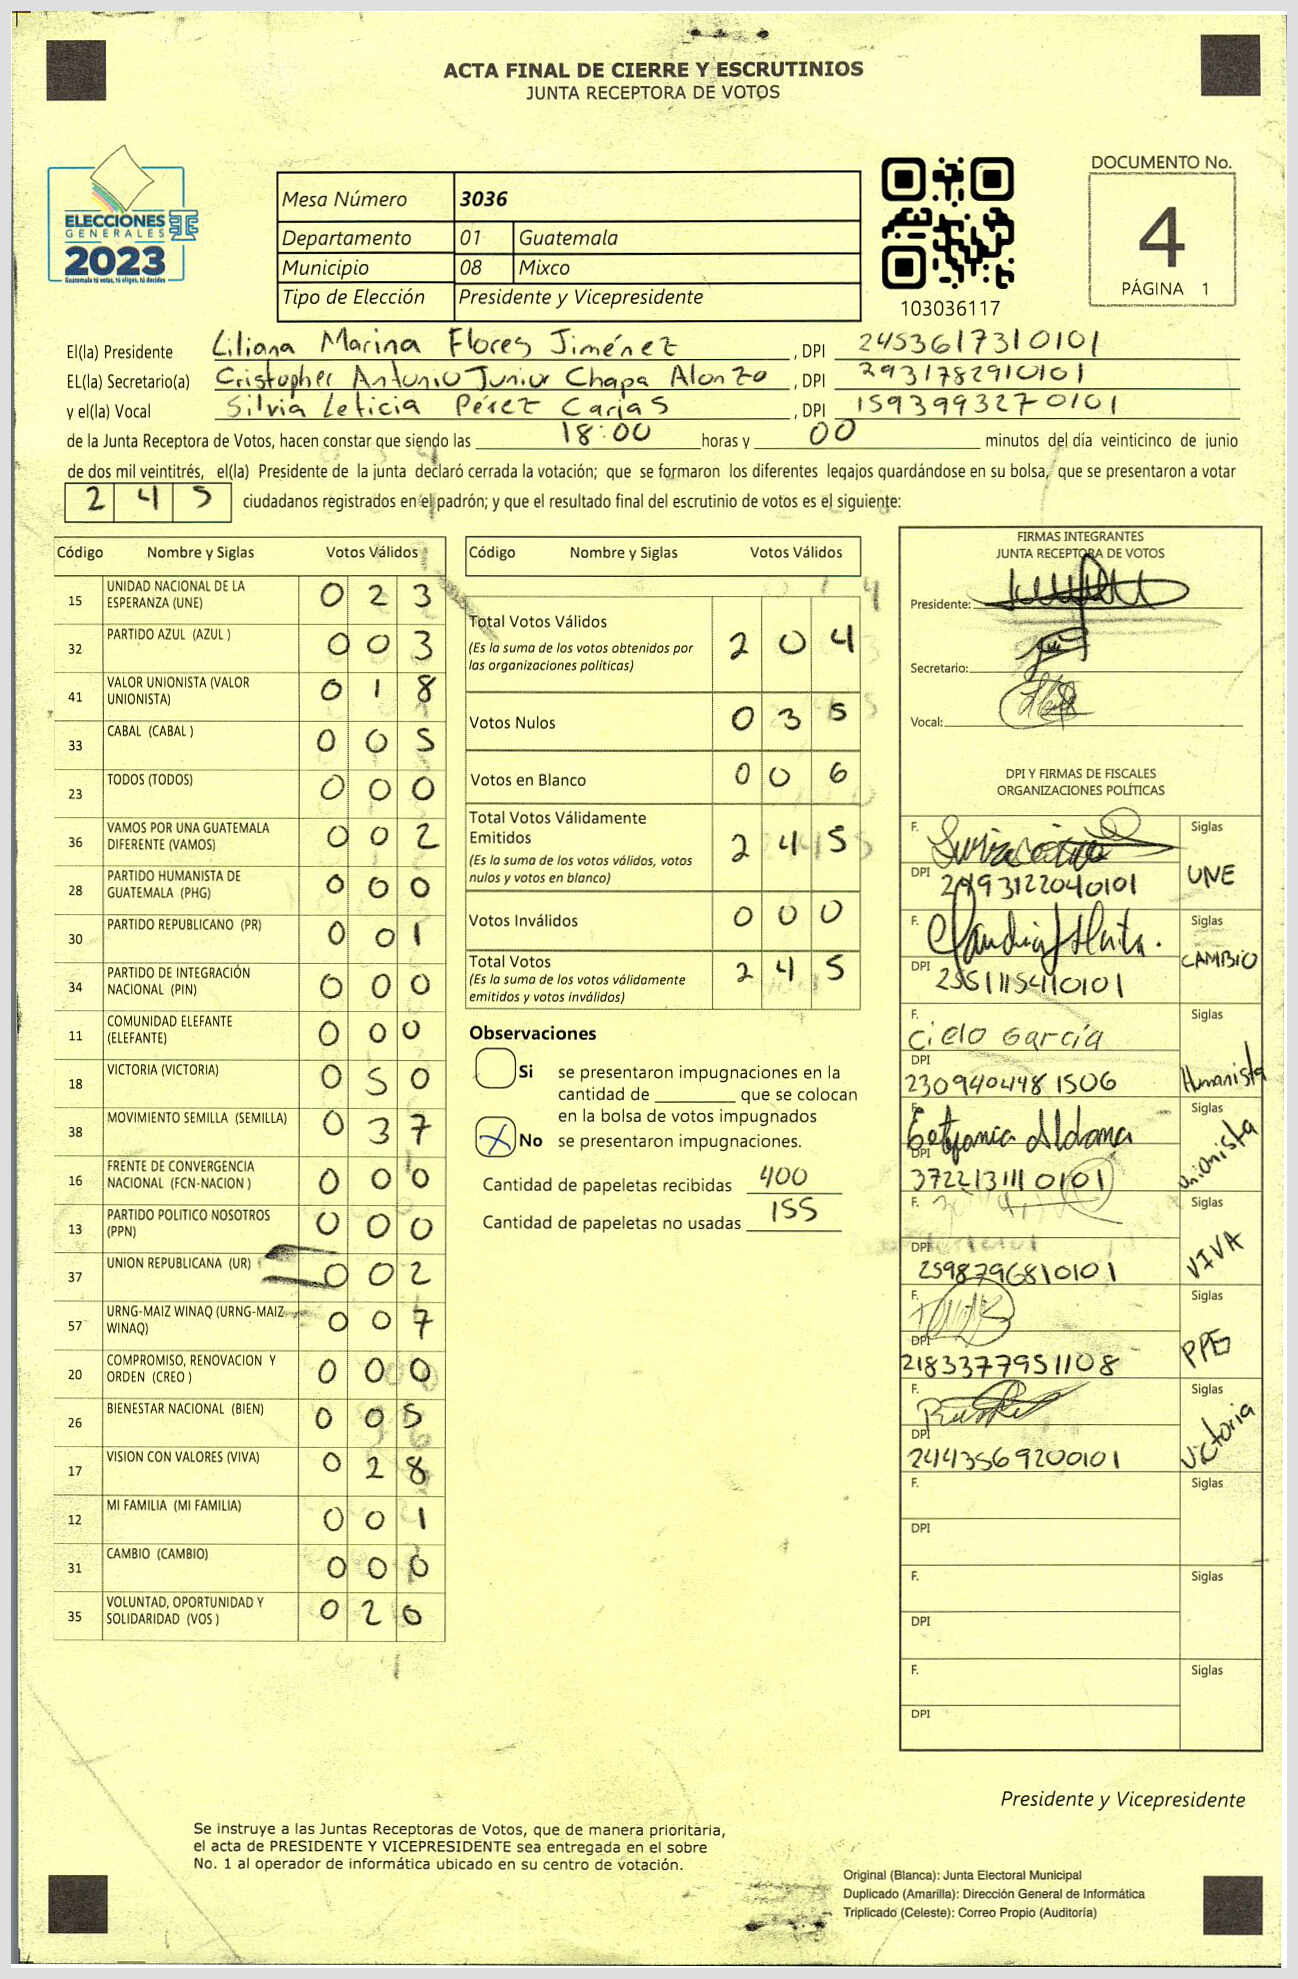 ACTA FINAL DE CIERRE Y ESCRUTINIOS
JUNTA RECEPTORA DE VOTOS
ELECCIONES
GENERALES
2023
Guatemala tú votas, tú eliges, tú decides
Mesa Número 3036
Departamento 01 Guatemala
Municipio 08 Mixco
Tipo de Elección Presidente y Vicepresidente
103036117
DOCUMENTO No.
4
PÁGINA 1
El(la) Presidente Liliana Marina Flores Jiménez , DPI 2453617310101
EL(la) Secretario(a) Cristopher Antonio Junior Chapa Alonzo , DPI 2931782910101
y el(la) Vocal Silvia Leticia Pérez Carias , DPI 1593993270101
de la Junta Receptora de Votos, hacen constar que siendo las 18:00 horas y 00 minutos del día veinticinco de junio
de dos mil veintitrés, el(la) Presidente de la junta declaró cerrada la votación; que se formaron los diferentes legajos guardándose en su bolsa, que se presentaron a votar
2 4 5 ciudadanos registrados en el padrón; y que el resultado final del escrutinio de votos es el siguiente:
Código Nombre y Siglas Votos Válidos
15 UNIDAD NACIONAL DE LA ESPERANZA (UNE) 0 2 3
32 PARTIDO AZUL (AZUL ) 0 0 3
41 VALOR UNIONISTA (VALOR UNIONISTA) 0 1 8
33 CABAL (CABAL ) 0 0 5
23 TODOS (TODOS) 0 0 0
36 VAMOS POR UNA GUATEMALA DIFERENTE (VAMOS) 0 0 2
28 PARTIDO HUMANISTA DE GUATEMALA (PHG) 0 0 0
30 PARTIDO REPUBLICANO (PR) 0 0 1
34 PARTIDO DE INTEGRACIÓN NACIONAL (PIN) 0 0 0
11 COMUNIDAD ELEFANTE (ELEFANTE) 0 0 0
18 VICTORIA (VICTORIA) 0 5 0
38 MOVIMIENTO SEMILLA (SEMILLA) 0 3 7
16 FRENTE DE CONVERGENCIA NACIONAL (FCN-NACION ) 0 0 0
13 PARTIDO POLITICO NOSOTROS (PPN) 0 0 0
37 UNION REPUBLICANA (UR) 0 0 2
57 URNG-MAIZ WINAQ (URNG-MAIZ WINAQ) 0 0 7
20 COMPROMISO, RENOVACION Y ORDEN (CREO ) 0 0 0
26 BIENESTAR NACIONAL (BIEN) 0 0 5
17 VISION CON VALORES (VIVA) 0 2 8
12 MI FAMILIA (MI FAMILIA) 0 0 1
31 CAMBIO (CAMBIO) 0 0 0
35 VOLUNTAD, OPORTUNIDAD Y SOLIDARIDAD (VOS ) 0 2 0
Código Nombre y Siglas Votos Válidos
Total Votos Válidos 2 0 4
(Es la suma de los votos obtenidos por
las organizaciones políticas)
Votos Nulos 0 3 5
Votos en Blanco 0 0 6
Total Votos Válidamente
Emitidos 2 4 5
(Es la suma de los votos válidos, votos
nulos y votos en blanco)
Votos Inválidos 0 0 0
Total Votos 2 4 5
(Es la suma de los votos válidamente
emitidos y votos inválidos)
Observaciones
Si se presentaron impugnaciones en la
cantidad de ________ que se colocan
en la bolsa de votos impugnados
X No se presentaron impugnaciones.
Cantidad de papeletas recibidas 400
Cantidad de papeletas no usadas 155
FIRMAS INTEGRANTES
JUNTA RECEPTORA DE VOTOS
Presidente:
Secretario:
Vocal:
DPI Y FIRMAS DE FISCALES
ORGANIZACIONES POLÍTICAS
F. Siglas
DPI UNE
F. Siglas
DPI 2551115410101 CAMBIO
F. Cielo García Siglas
DPI 2309404481506 Humanista
F. Aldana Siglas
DPI 3722131110101 Unionista
F. Siglas
DPI 2598796810101 VIVA
F. Siglas
DPI 2183377951108
F. Siglas
DPI 2443569200101 Victoria
F. Siglas
DPI
F. Siglas
DPI
F. Siglas
DPI
Presidente y Vicepresidente
Se instruye a las Juntas Receptoras de Votos, que de manera prioritaria,
el acta de PRESIDENTE Y VICEPRESIDENTE sea entregada en el sobre
No. 1 al operador de informática ubicado en su centro de votación.
Original (Blanca): Junta Electoral Municipal
Duplicado (Amarilla): Dirección General de Informática
Triplicado (Celeste): Correo Propio (Auditoría)